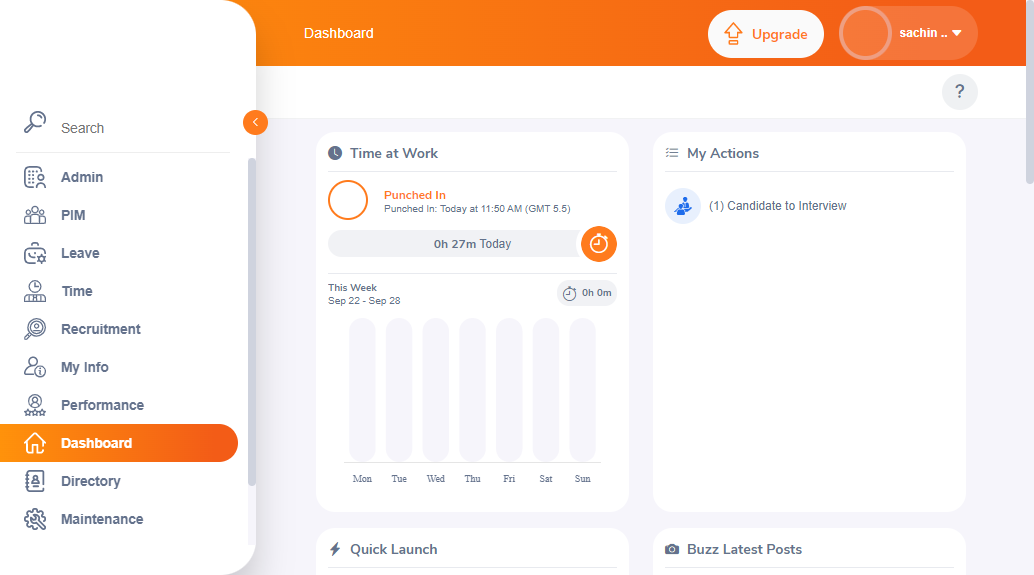 Dashboard
Upgrade
sachin ..
?
Search
Admin
PIM
Leave
Time
Recruitment
My Info
Performance
Dashboard
Directory
Maintenance
Time at Work
Punched In
Punched In: Today at 11:50 AM (GMT 5.5)
0h 27m Today
This Week
Sep 22 - Sep 28
0h 0m
Mon Tue Wed Thu Fri Sat Sun
My Actions
(1) Candidate to Interview
Quick Launch
Buzz Latest Posts